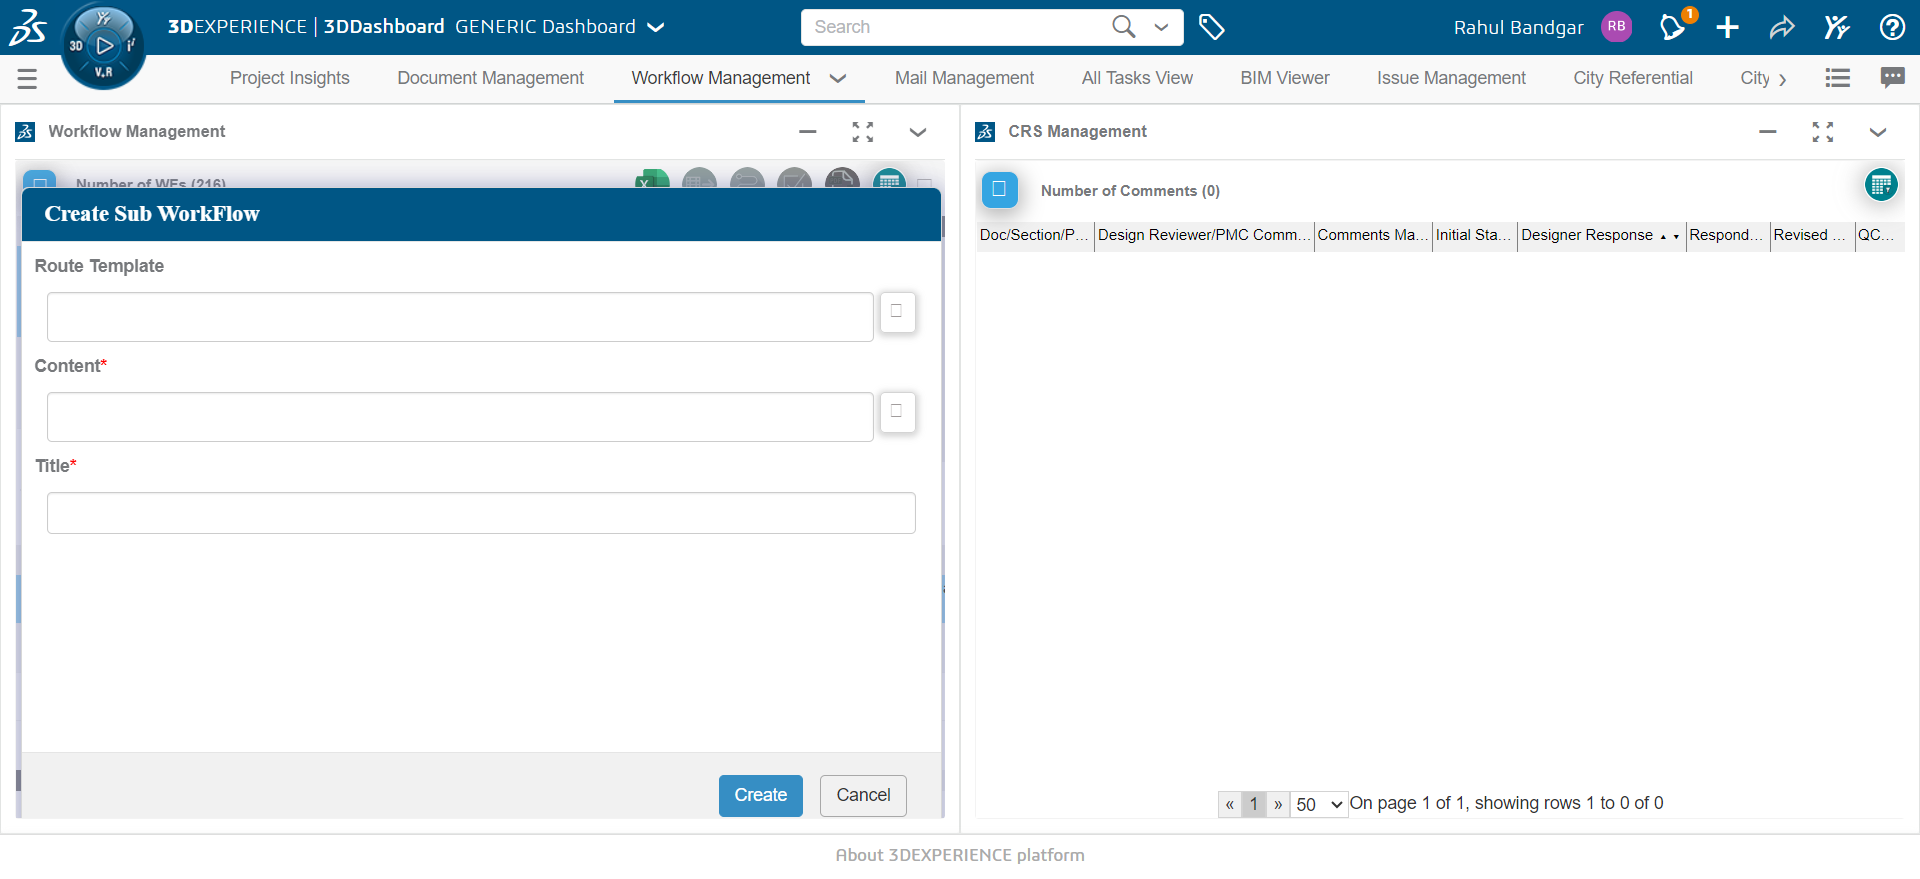 3DEXPERIENCE | 3DDashboard GENERIC Dashboard
Search
Rahul Bandgar RB 1
3D V.R
Project Insights Document Management Workflow Management Mail Management All Tasks View BIM Viewer Issue Management City Referential City
Workflow Management
Number of WFs (216)
Create Sub WorkFlow
Route Template
Content*
Title*
Create Cancel
CRS Management
Number of Comments (0)
Doc/Section/P... Design Reviewer/PMC Comm... Comments Ma... Initial Sta... Designer Response Respond... Revised ... QC...
« 1 » 50 On page 1 of 1, showing rows 1 to 0 of 0
About 3DEXPERIENCE platform